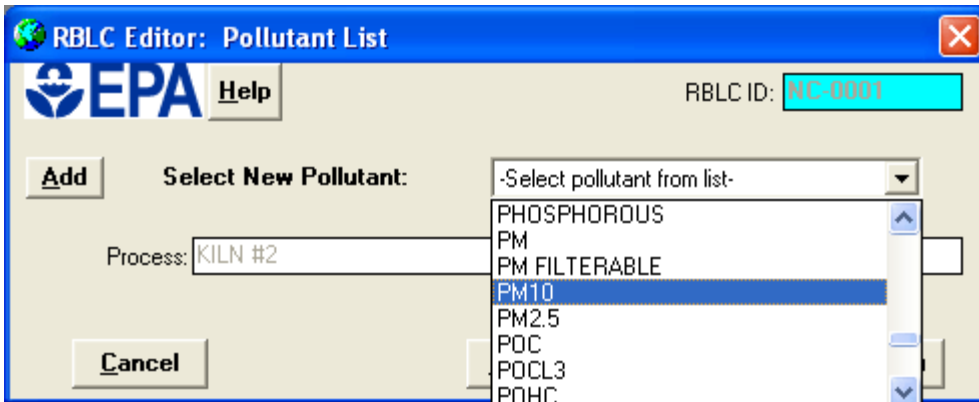 RBLC Editor: Pollutant List
EPA Help RBLC ID: NC-0001
Add Select New Pollutant: -Select pollutant from list-
PHOSPHOROUS
PM
Process: KILN #2
PM FILTERABLE
PM10
PM2.5
POC
Cancel
POCL3
POHC